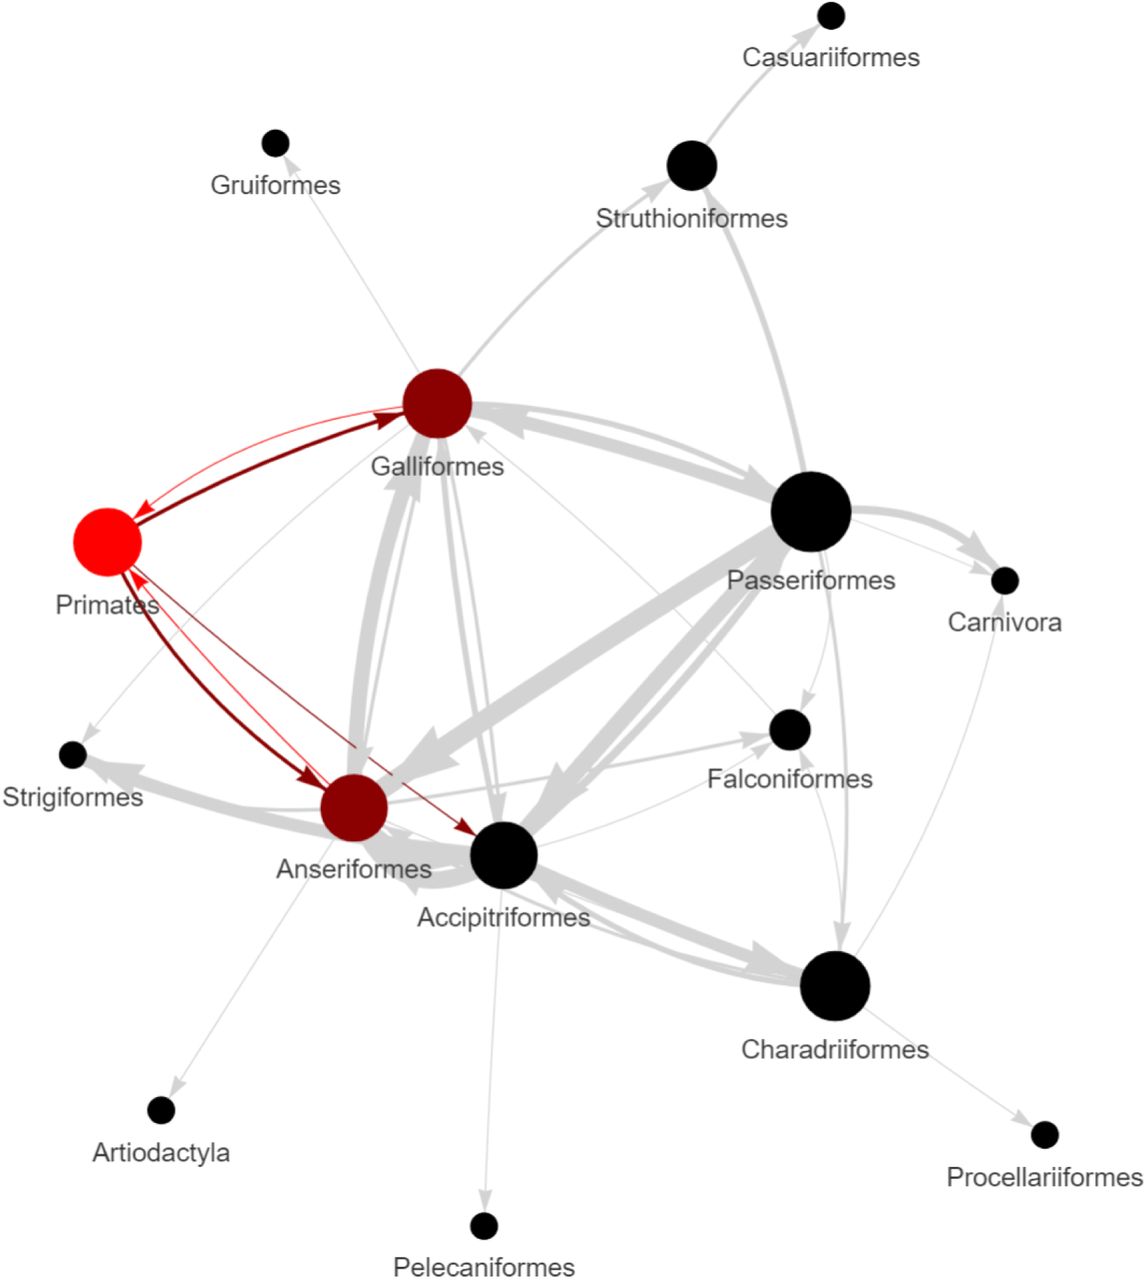 Casuariiformes
Gruiformes
Struthioniformes
Galliformes
Passeriformes
Primates
Carnivora
Falconiformes
Strigiformes
Anseriformes
Accipitriformes
Charadriiformes
Artiodactyla
Procellariiformes
Pelecaniformes